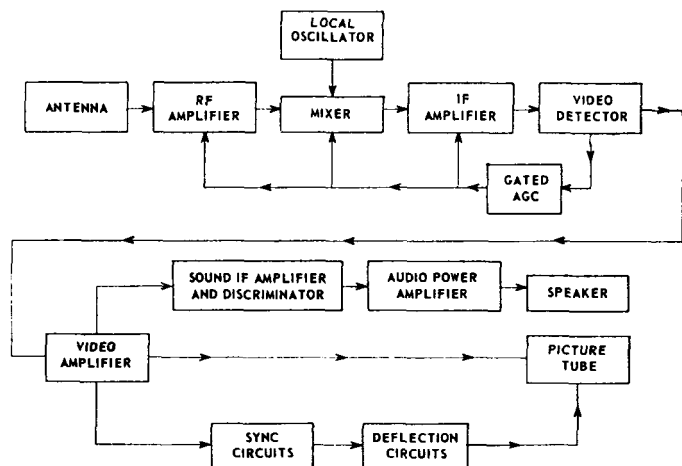 LOCAL
OSCILLATOR
ANTENNA
RF
AMPLIFIER
MIXER
IF
AMPLIFIER
VIDEO
DETECTOR
GATED
AGC
SOUND IF AMPLIFIER
AND DISCRIMINATOR
AUDIO POWER
AMPLIFIER
SPEAKER
VIDEO
AMPLIFIER
PICTURE
TUBE
SYNC
CIRCUITS
DEFLECTION
CIRCUITS